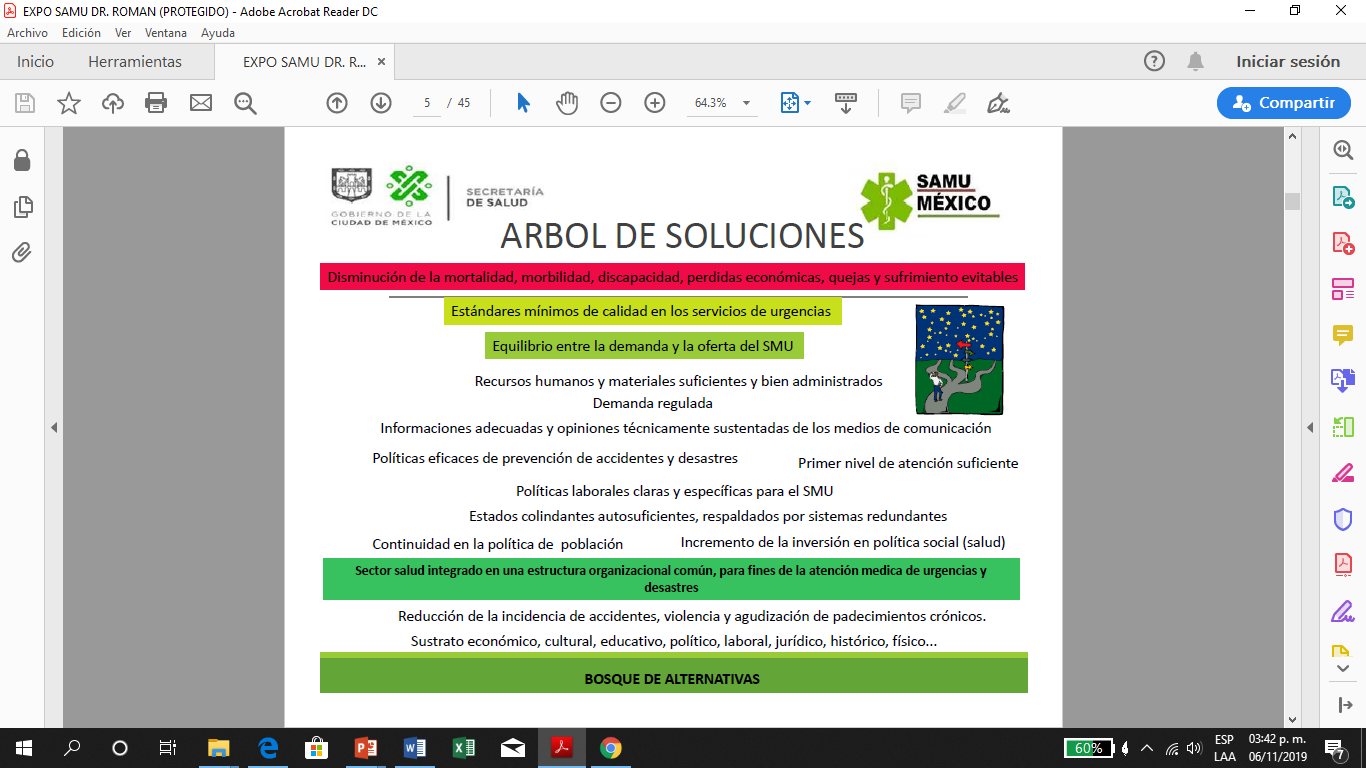 EXPO SAMU DR. ROMAN (PROTEGIDO) - Adobe Acrobat Reader DC
Archivo Edición Ver Ventana Ayuda
Inicio Herramientas EXPO SAMU DR. R... ×
Iniciar sesión
5 / 45 64.3% Compartir
GOBIERNO DE LA
CIUDAD DE MÉXICO
SECRETARÍA
DE SALUD
SAMU
MÉXICO
ARBOL DE SOLUCIONES
Disminución de la mortalidad, morbilidad, discapacidad, perdidas económicas, quejas y sufrimiento evitables
Estándares mínimos de calidad en los servicios de urgencias
Equilibrio entre la demanda y la oferta del SMU
Recursos humanos y materiales suficientes y bien administrados
Demanda regulada
Informaciones adecuadas y opiniones técnicamente sustentadas de los medios de comunicación
Políticas eficaces de prevención de accidentes y desastres
Primer nivel de atención suficiente
Políticas laborales claras y específicas para el SMU
Estados colindantes autosuficientes, respaldados por sistemas redundantes
Continuidad en la política de población
Incremento de la inversión en política social (salud)
Sector salud integrado en una estructura organizacional común, para fines de la atención medica de urgencias y
desastres
Reducción de la incidencia de accidentes, violencia y agudización de padecimientos crónicos.
Sustrato económico, cultural, educativo, político, laboral, jurídico, histórico, físico...
BOSQUE DE ALTERNATIVAS
60%
ESP
LAA
03:42 p. m.
06/11/2019
7